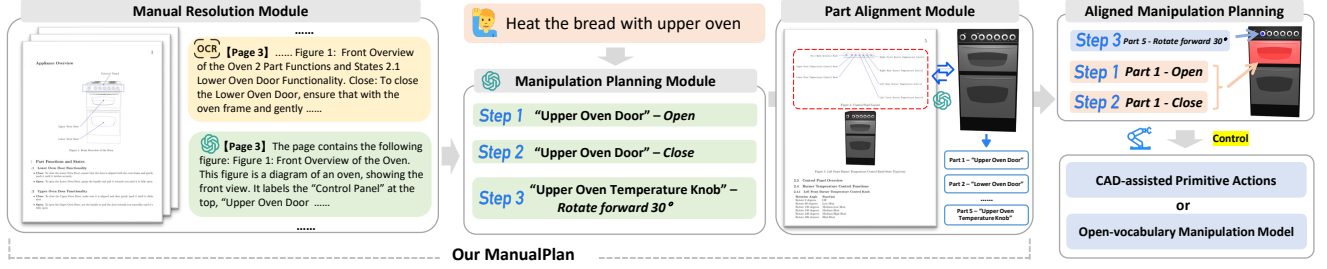 Manual Resolution Module
Appliance Overview
Part Functions and States
......
OCR 【Page 3】...... Figure 1: Front Overview
of the Oven 2 Part Functions and States 2.1
Lower Oven Door Functionality. Close: To close
the Lower Oven Door, ensure that with the
oven frame and gently ......
【Page 3】The page contains the following
figure: Figure 1: Front Overview of the Oven.
This figure is a diagram of an oven, showing the
front view. It labels the “Control Panel” at the
top, “Upper Oven Door ......
......
Heat the bread with upper oven
Manipulation Planning Module
Step 1 “Upper Oven Door” – Open
Step 2 “Upper Oven Door” – Close
Step 3 “Upper Oven Temperature Knob” –
Rotate forward 30°
Part Alignment Module
Part 1 – “Upper Oven Door”
Part 2 – “Lower Oven Door”
......
Part 5 - “Upper Oven
Temperature Knob”
Aligned Manipulation Planning
Step 3 Part 5 - Rotate forward 30°
Step 1 Part 1 - Open
Step 2 Part 1 - Close
Control
CAD-assisted Primitive Actions
or
Open-vocabulary Manipulation Model
Our ManualPlan